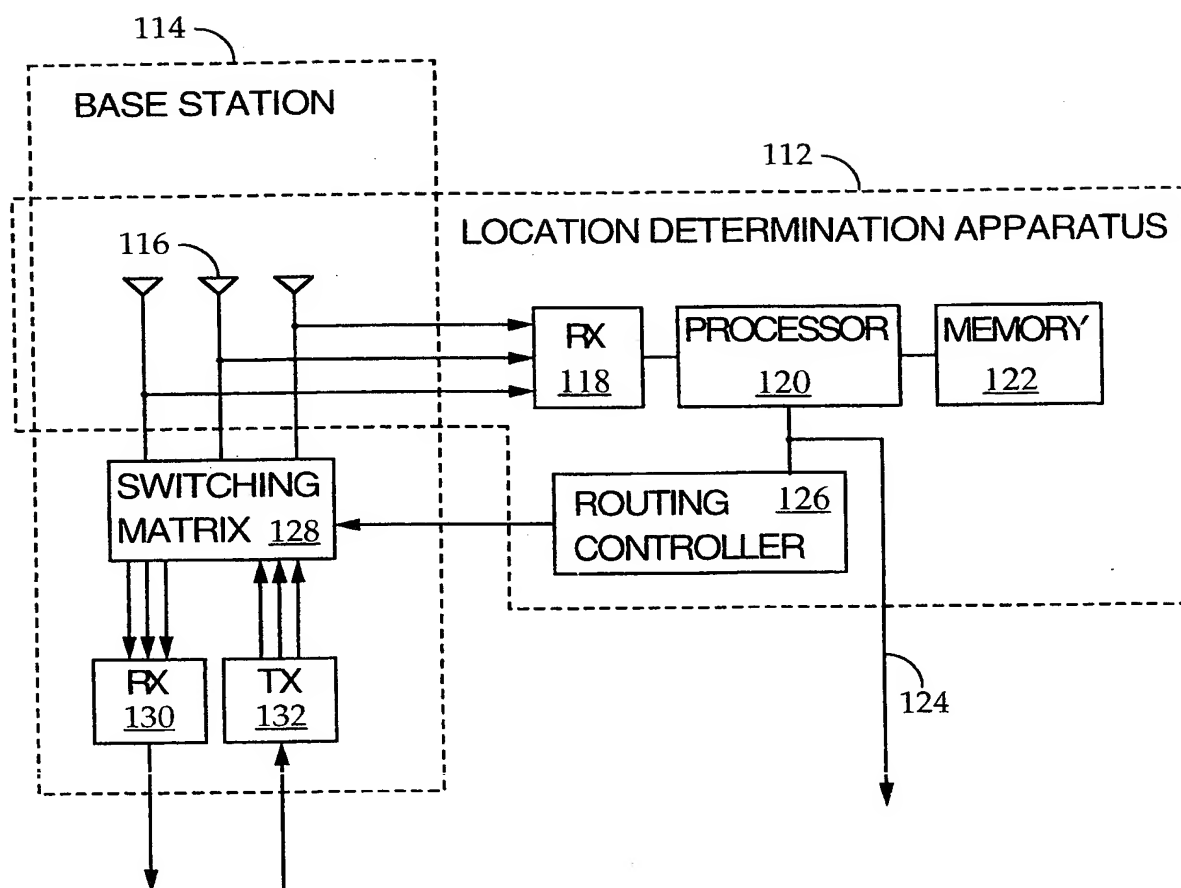 114
BASE STATION
112
LOCATION DETERMINATION APPARATUS
116
RX
118
PROCESSOR
120
MEMORY
122
SWITCHING
MATRIX 128
ROUTING
CONTROLLER
126
RX
130
TX
132
124